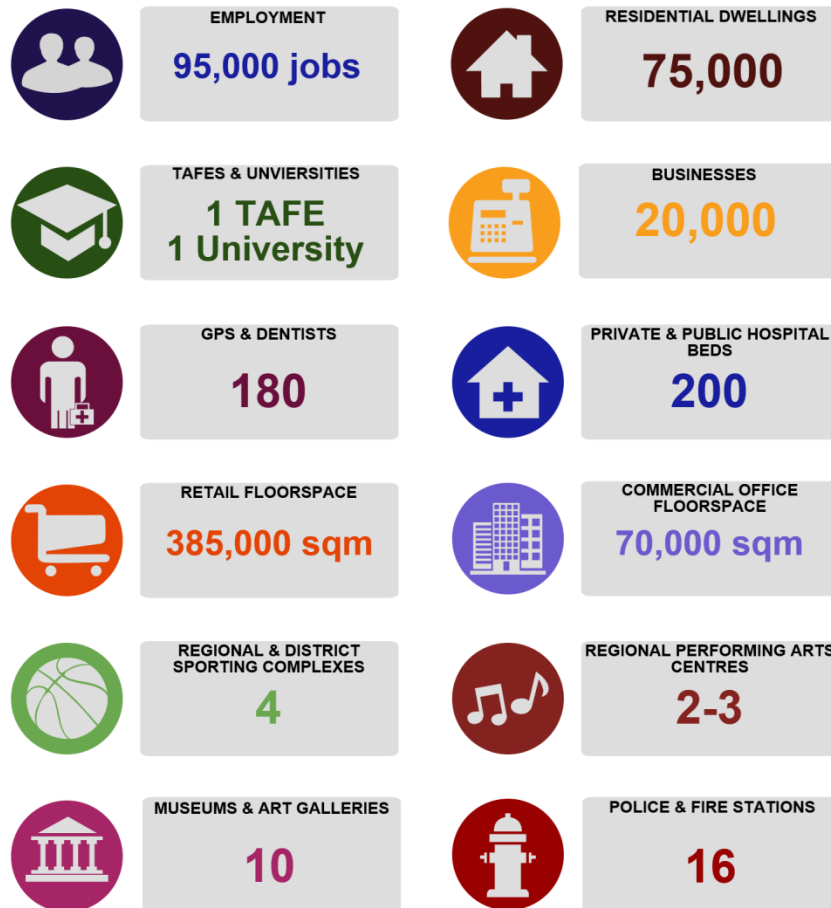 EMPLOYMENT
95,000 jobs
RESIDENTIAL DWELLINGS
75,000
TAFES & UNVIERSITIES
1 TAFE
1 University
BUSINESSES
20,000
GPS & DENTISTS
180
PRIVATE & PUBLIC HOSPITAL
BEDS
200
RETAIL FLOORSPACE
385,000 sqm
COMMERCIAL OFFICE
FLOORSPACE
70,000 sqm
REGIONAL & DISTRICT
SPORTING COMPLEXES
4
REGIONAL PERFORMING ARTS
CENTRES
2-3
MUSEUMS & ART GALLERIES
10
POLICE & FIRE STATIONS
16